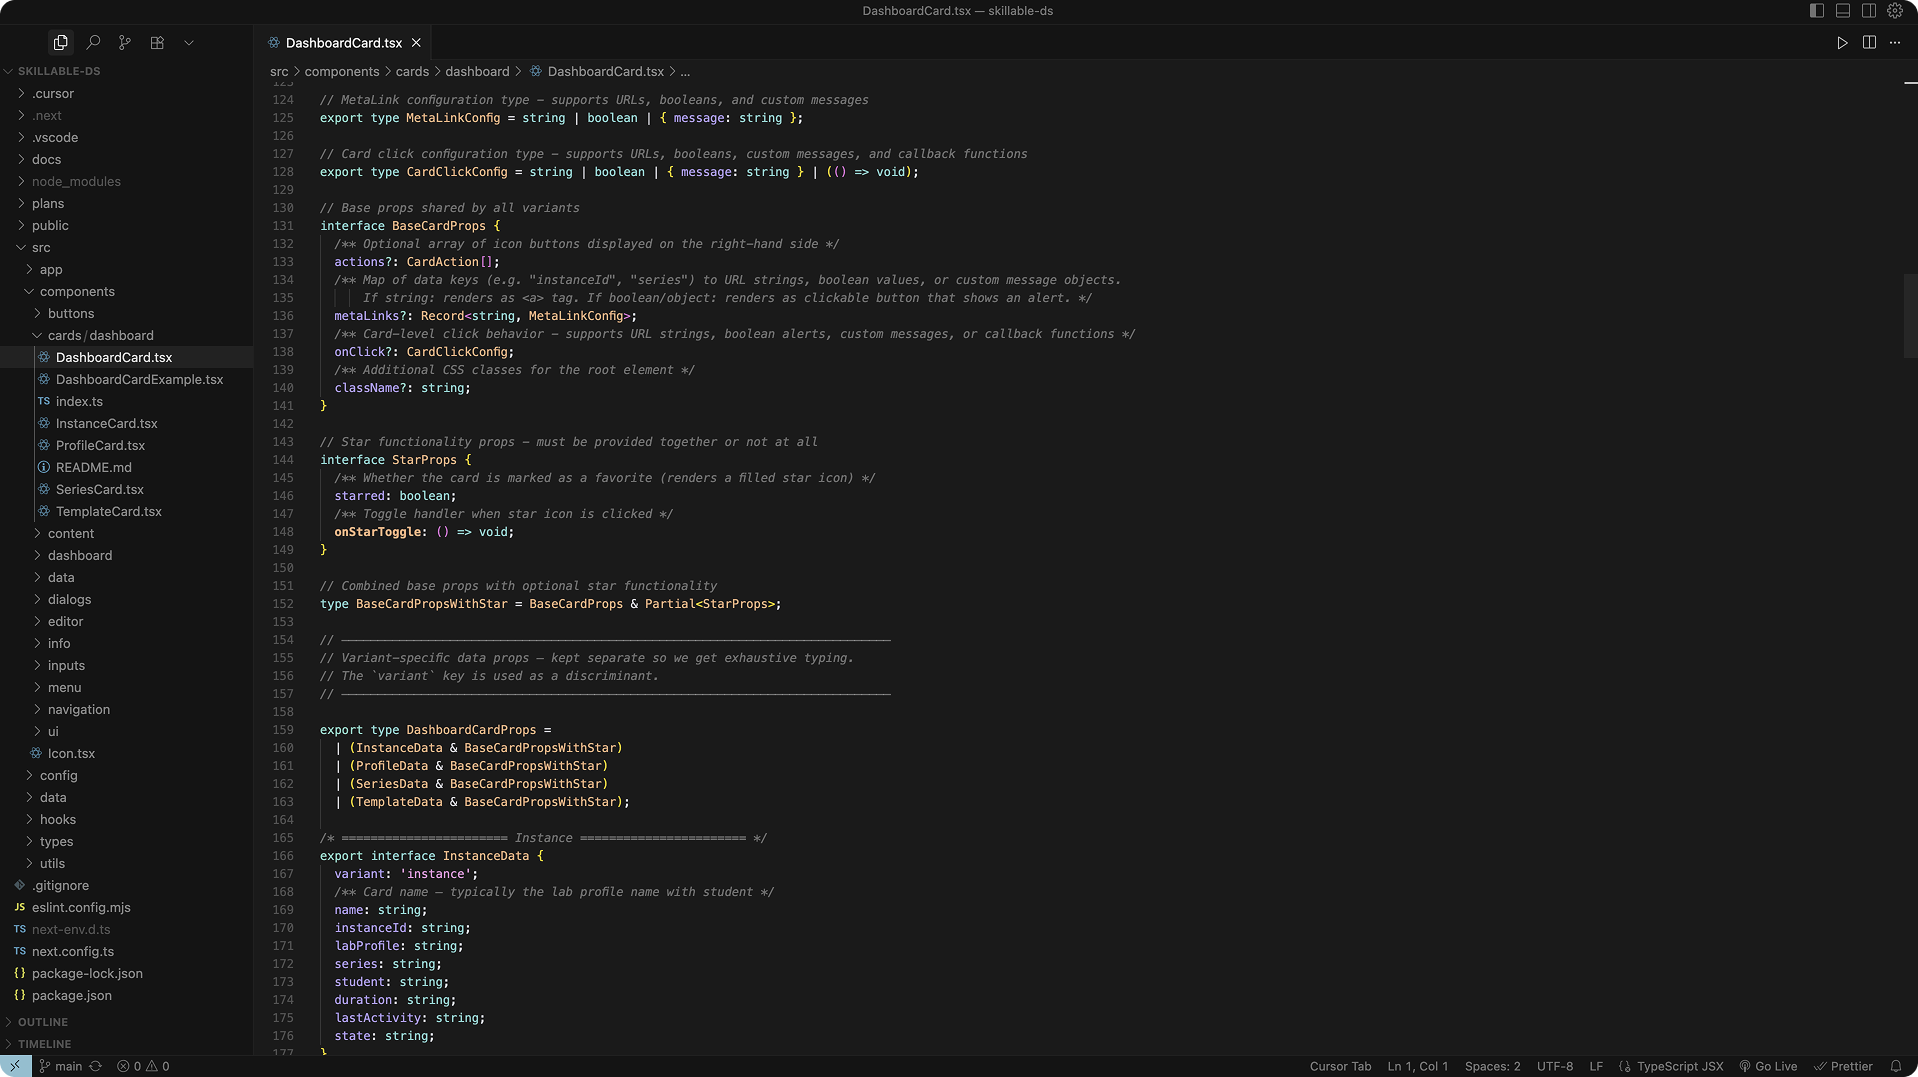 DashboardCard.tsx — skillable-ds
DashboardCard.tsx
src > components > cards > dashboard > DashboardCard.tsx > ...
SKILLABLE-DS
.cursor
.next
.vscode
docs
node_modules
plans
public
src
app
components
buttons
cards/dashboard
DashboardCard.tsx
DashboardCardExample.tsx
TS index.ts
InstanceCard.tsx
ProfileCard.tsx
README.md
SeriesCard.tsx
TemplateCard.tsx
content
dashboard
data
dialogs
editor
info
inputs
menu
navigation
ui
Icon.tsx
config
data
hooks
types
utils
.gitignore
JS eslint.config.mjs
TS next-env.d.ts
TS next.config.ts
{} package-lock.json
{} package.json
OUTLINE
TIMELINE
123
124 // MetaLink configuration type – supports URLs, booleans, and custom messages
125 export type MetaLinkConfig = string | boolean | { message: string };
126
127 // Card click configuration type – supports URLs, booleans, custom messages, and callback functions
128 export type CardClickConfig = string | boolean | { message: string } | (() => void);
129
130 // Base props shared by all variants
131 interface BaseCardProps {
132 /** Optional array of icon buttons displayed on the right-hand side */
133 actions?: CardAction[];
134 /** Map of data keys (e.g. "instanceId", "series") to URL strings, boolean values, or custom message objects.
135 If string: renders as <a> tag. If boolean/object: renders as clickable button that shows an alert. */
136 metaLinks?: Record<string, MetaLinkConfig>;
137 /** Card-level click behavior – supports URL strings, boolean alerts, custom messages, or callback functions */
138 onClick?: CardClickConfig;
139 /** Additional CSS classes for the root element */
140 className?: string;
141 }
142
143 // Star functionality props – must be provided together or not at all
144 interface StarProps {
145 /** Whether the card is marked as a favorite (renders a filled star icon) */
146 starred: boolean;
147 /** Toggle handler when star icon is clicked */
148 onStarToggle: () => void;
149 }
150
151 // Combined base props with optional star functionality
152 type BaseCardPropsWithStar = BaseCardProps & Partial<StarProps>;
153
154 // ────────────────────────────────────────────────────────────────────────────
155 // Variant-specific data props – kept separate so we get exhaustive typing.
156 // The `variant` key is used as a discriminant.
157 // ────────────────────────────────────────────────────────────────────────────
158
159 export type DashboardCardProps =
160 | (InstanceData & BaseCardPropsWithStar)
161 | (ProfileData & BaseCardPropsWithStar)
162 | (SeriesData & BaseCardPropsWithStar)
163 | (TemplateData & BaseCardPropsWithStar);
164
165 /* ======================= Instance ======================= */
166 export interface InstanceData {
167 variant: 'instance';
168 /** Card name – typically the lab profile name with student */
169 name: string;
170 instanceId: string;
171 labProfile: string;
172 series: string;
173 student: string;
174 duration: string;
175 lastActivity: string;
176 state: string;
177 }
main 0 0 Cursor Tab Ln 1, Col 1 Spaces: 2 UTF-8 LF {} TypeScript JSX Go Live Prettier